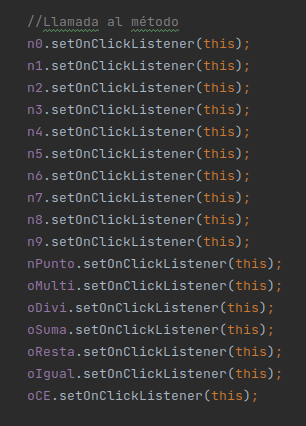 //Llamada al método
n0.setOnClickListener(this);
n1.setOnClickListener(this);
n2.setOnClickListener(this);
n3.setOnClickListener(this);
n4.setOnClickListener(this);
n5.setOnClickListener(this);
n6.setOnClickListener(this);
n7.setOnClickListener(this);
n8.setOnClickListener(this);
n9.setOnClickListener(this);
nPunto.setOnClickListener(this);
oMulti.setOnClickListener(this);
oDivi.setOnClickListener(this);
oSuma.setOnClickListener(this);
oResta.setOnClickListener(this);
oIgual.setOnClickListener(this);
oCE.setOnClickListener(this);